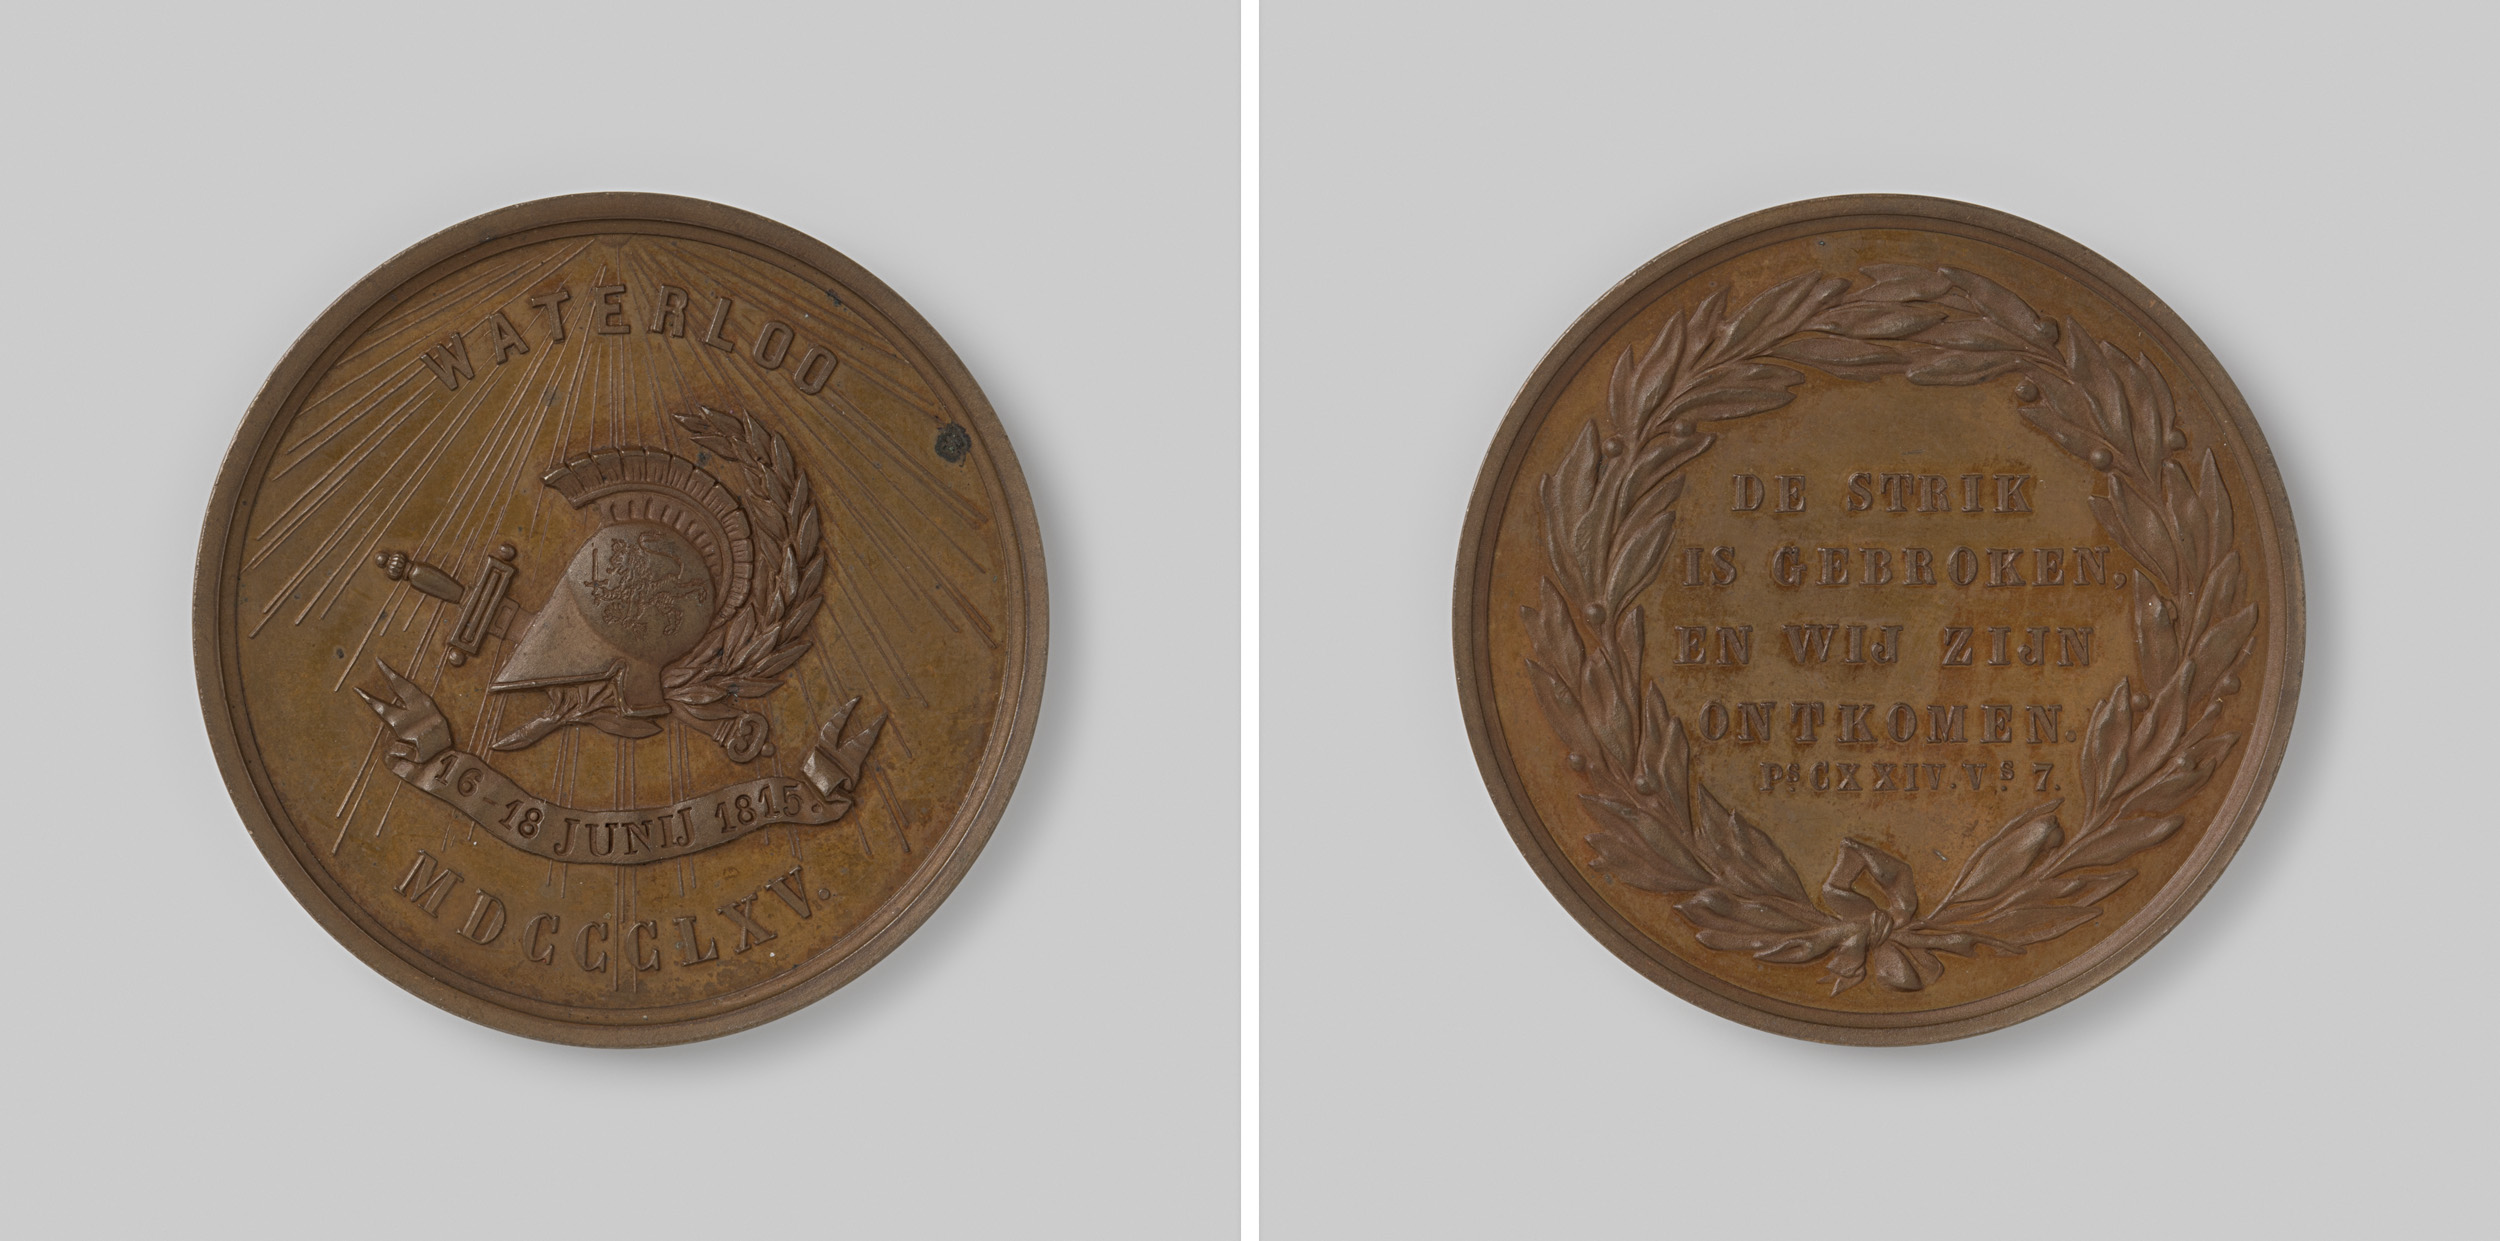 WATERLOO
16-18 JUNIJ 1815.
MDCCCLXV.
DE STRIK
IS GEBROKEN,
EN WIJ ZIJN
ONTKOMEN.
Ps CXXIV. Vs. 7.